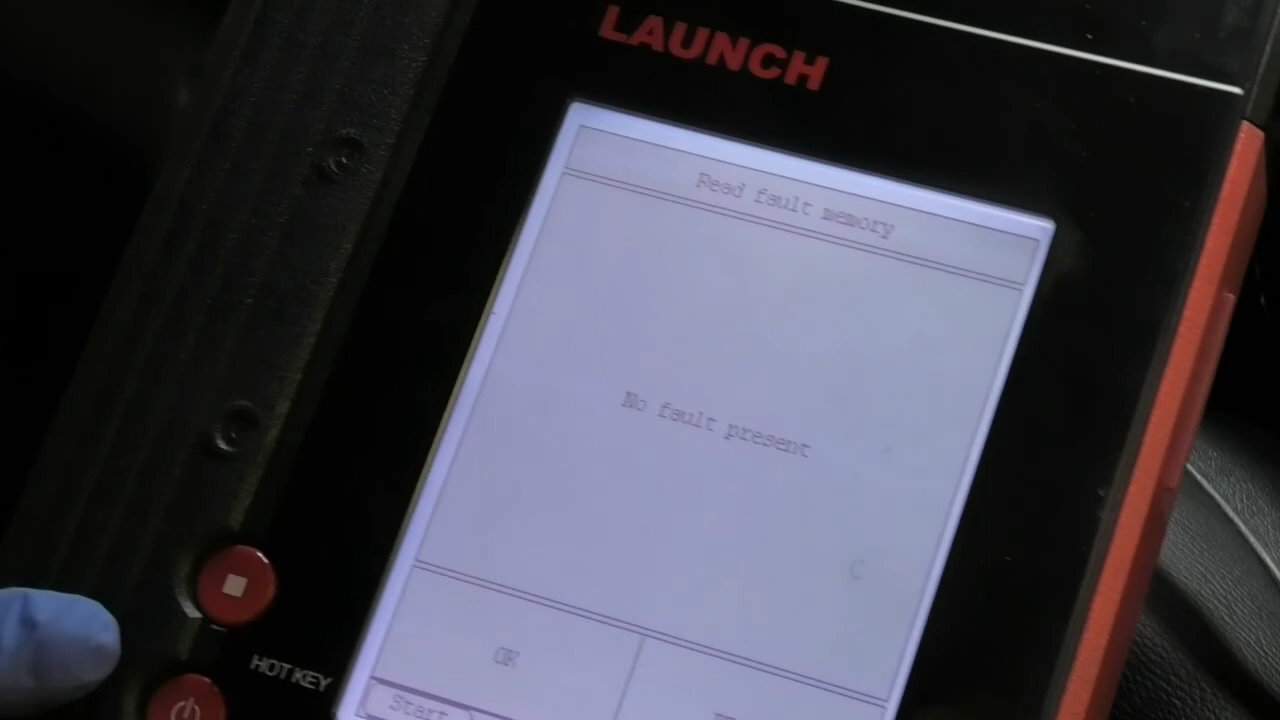 LAUNCH
Read fault memory
No fault present
OK
HOT KEY
Start